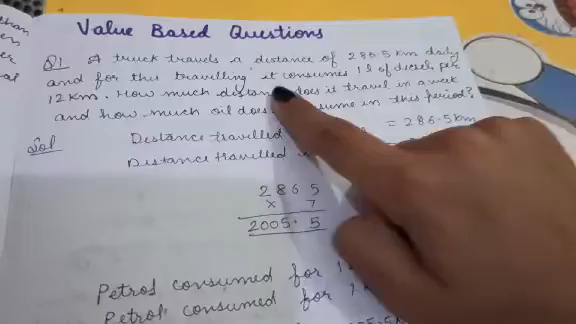 Value Based Questions
Q1 A truck travels a distance of 286.5 km daily
and for this travelling, it consumes 1 l of diesel per
12 km. How much distance does it travel in a week
and how much oil does consume in this period?
Sol Distance travelled = 286.5 km
Distance travelled
2 8 6 5
x 7
2005.5
Petrol consumed for 1
Petrol consumed for 1